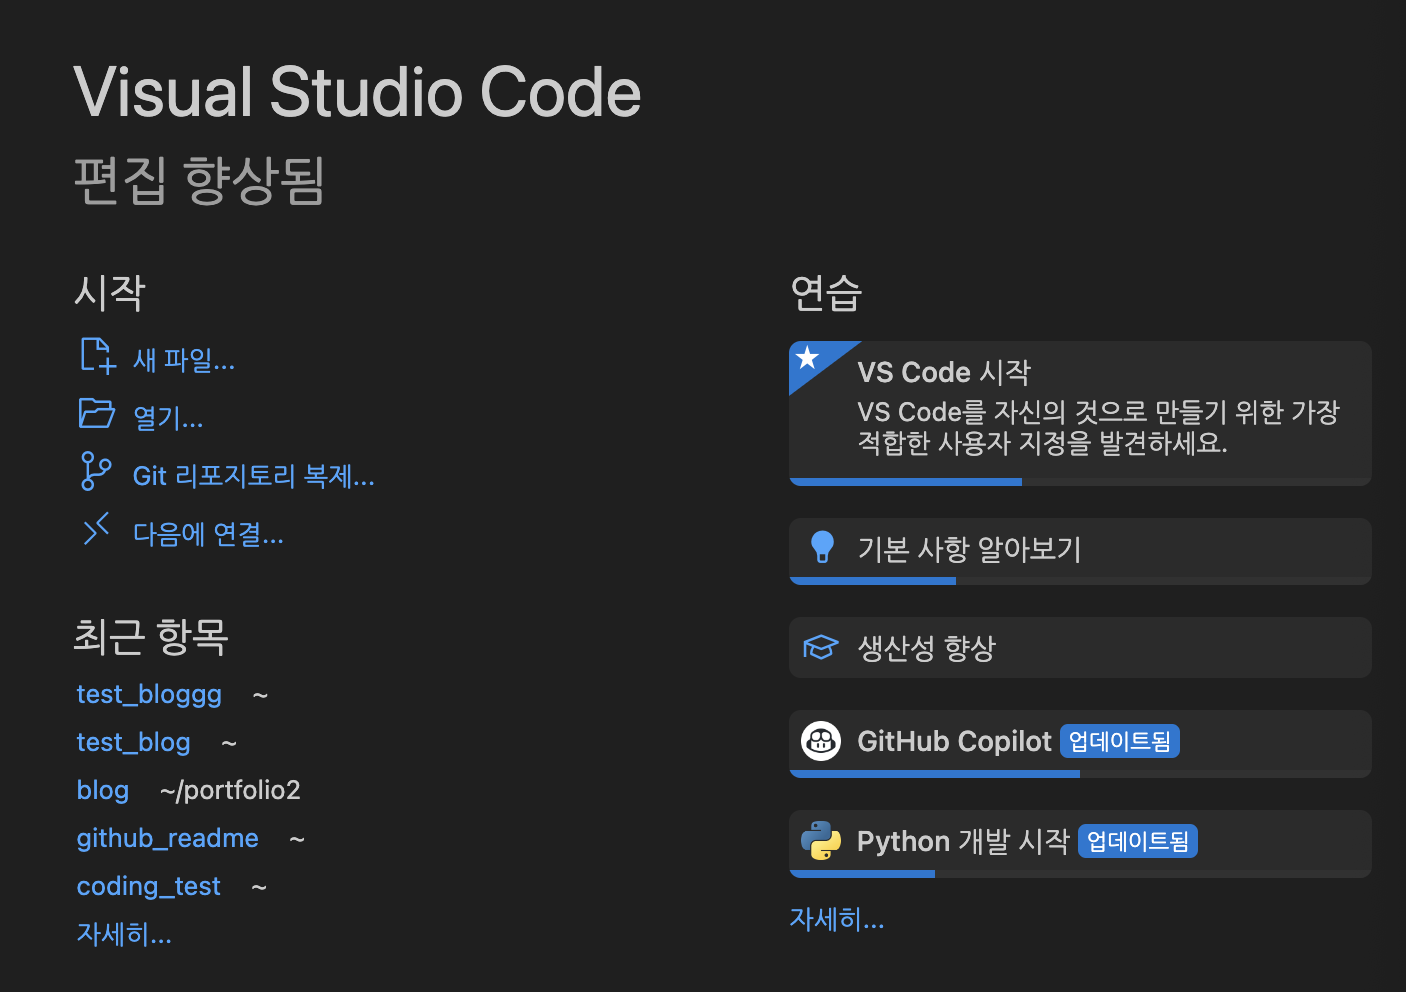 Visual Studio Code
편집 향상됨
시작
새 파일...
열기...
Git 리포지토리 복제...
다음에 연결...
최근 항목
test_bloggg ~
test_blog ~
blog ~/portfolio2
github_readme ~
coding_test ~
자세히...
연습
VS Code 시작
VS Code를 자신의 것으로 만들기 위한 가장
적합한 사용자 지정을 발견하세요.
기본 사항 알아보기
생산성 향상
GitHub Copilot 업데이트됨
Python 개발 시작 업데이트됨
자세히...